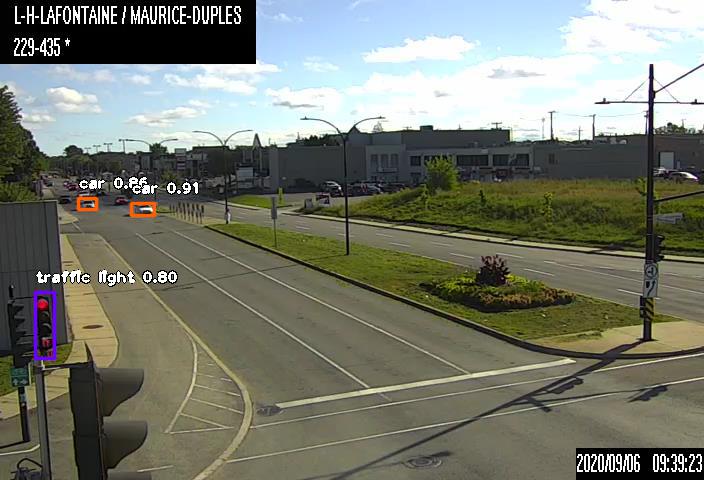 L-H-LAFONTAINE / MAURICE-DUPLES
229-435 *
car 0.86
car 0.91
traffic light 0.80
2020/09/06 09:39:23